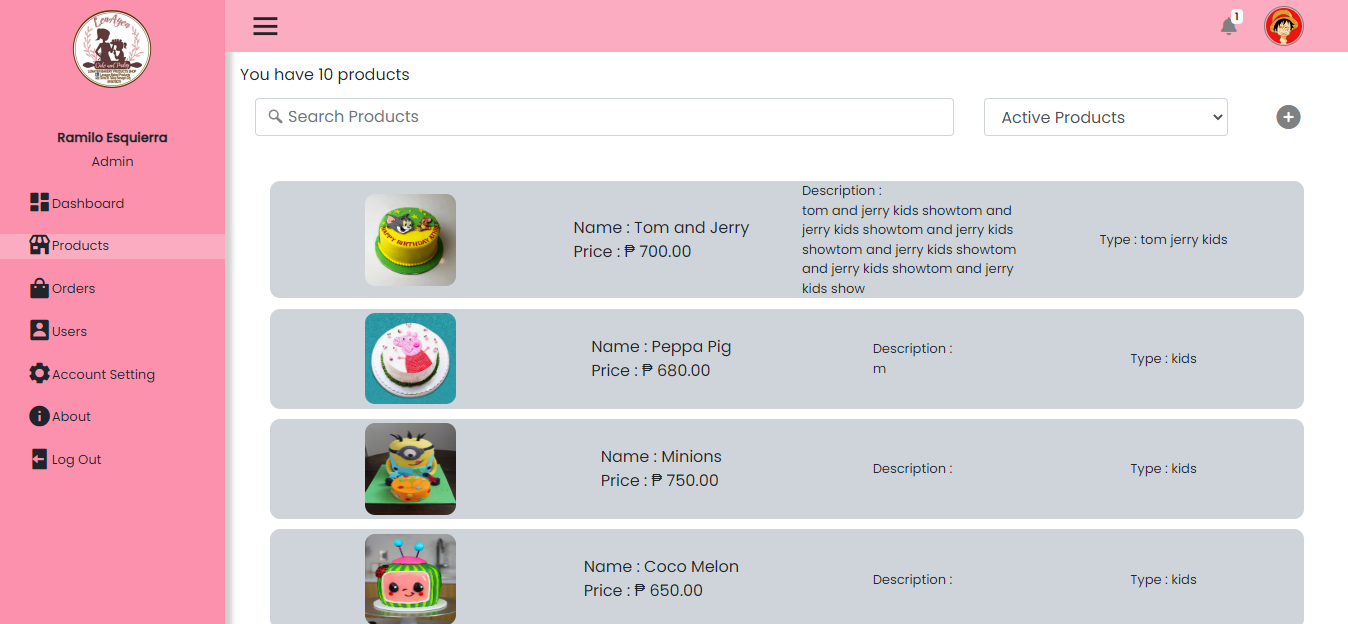 LenAyen
Cake and Pastry
1
You have 10 products
Search Products
Active Products
Ramilo Esquierra
Admin
Dashboard
Products
Orders
Users
Account Setting
About
Log Out
HAPPY BIRTHDAY
Name : Tom and Jerry
Price : ₱ 700.00
Description :
tom and jerry kids showtom and
jerry kids showtom and jerry kids
showtom and jerry kids showtom
and jerry kids showtom and jerry
kids show
Type : tom jerry kids
Name : Peppa Pig
Price : ₱ 680.00
Description :
m
Type : kids
Name : Minions
Price : ₱ 750.00
Description :
Type : kids
Name : Coco Melon
Price : ₱ 650.00
Description :
Type : kids